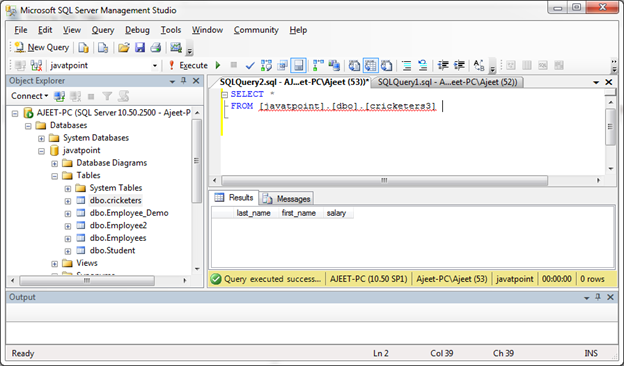 Microsoft SQL Server Management Studio
File Edit View Query Debug Tools Window Community Help
New Query
javatpoint Execute
Object Explorer
Connect
AJEET-PC (SQL Server 10.50.2500 - Ajeet-P
Databases
System Databases
javatpoint
Database Diagrams
Tables
System Tables
dbo.cricketers
dbo.Employee_Demo
dbo.Employee2
dbo.Employees
dbo.Student
Views
SQLQuery2.sql - AJ...eet-PC\Ajeet (53))* SQLQuery1.sql - A...eet-PC\Ajeet (52))
SELECT *
FROM [javatpoint].[dbo].[cricketers3]
Results Messages
last_name first_name salary
Query executed success... AJEET-PC (10.50 SP1) Ajeet-PC\Ajeet (53) javatpoint 00:00:00 0 rows
Output
Ready Ln 2 Col 39 Ch 39 INS